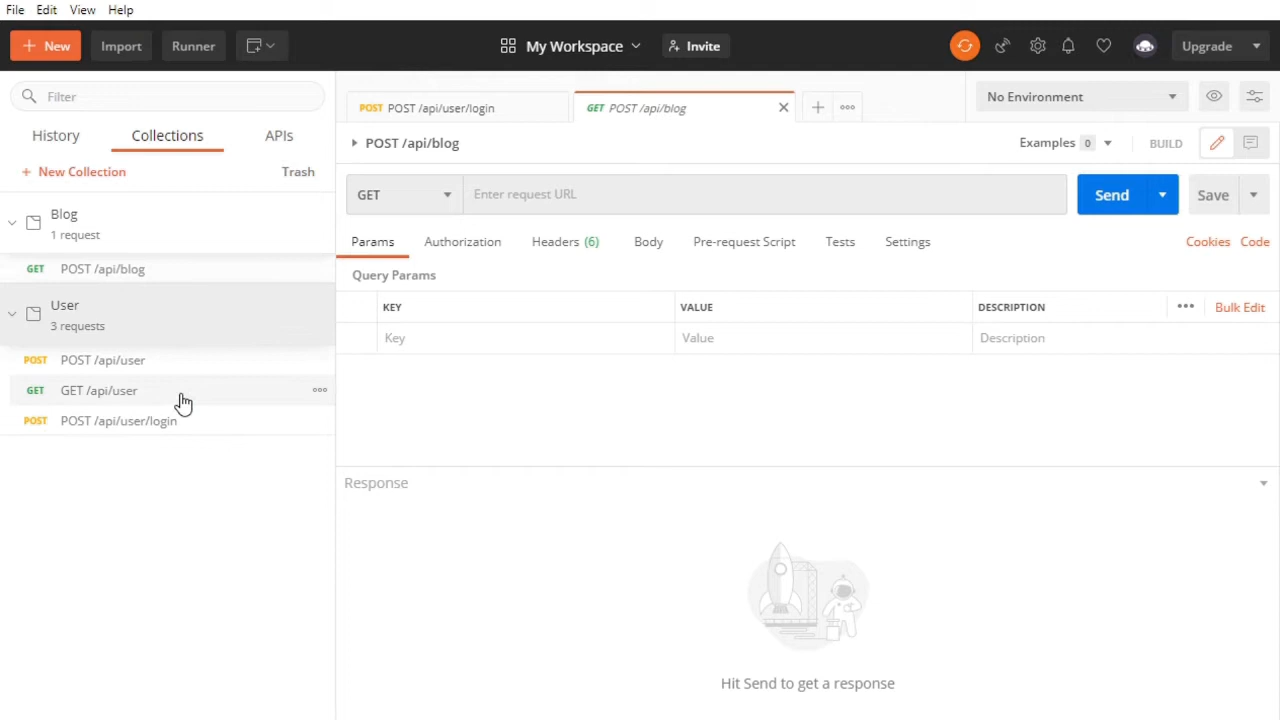 File Edit View Help
+ New Import Runner My Workspace Invite Upgrade
Filter
History Collections APIs
+ New Collection Trash
Blog
1 request
GET POST /api/blog
User
3 requests
POST POST /api/user
GET GET /api/user
POST POST /api/user/login
POST POST /api/user/login GET POST /api/blog No Environment
POST /api/blog Examples 0 BUILD
GET Enter request URL Send Save
Params Authorization Headers (6) Body Pre-request Script Tests Settings Cookies Code
Query Params
KEY VALUE DESCRIPTION Bulk Edit
Key Value Description
Response
Hit Send to get a response